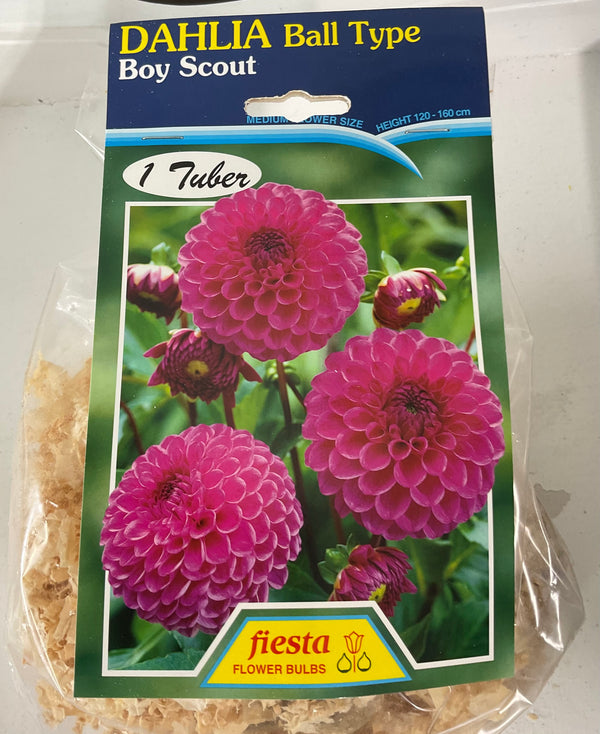 DAHLIA Ball Type
Boy Scout
MEDIUM FLOWER SIZE
HEIGHT 120 - 160 cm
1 Tuber
fiesta
FLOWER BULBS